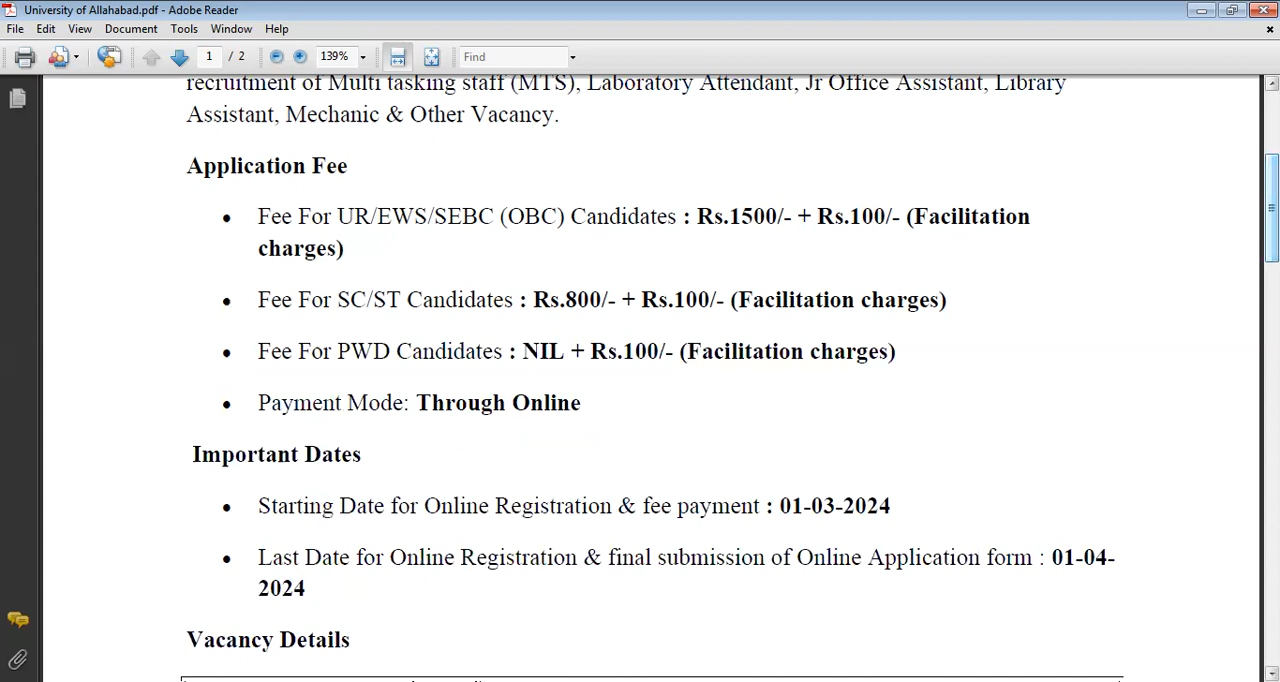 University of Allahabad.pdf - Adobe Reader
File Edit View Document Tools Window Help
1 / 2 139% Find
recruitment of Multi tasking staff (MTS), Laboratory Attendant, Jr Office Assistant, Library
Assistant, Mechanic & Other Vacancy.
Application Fee
• Fee For UR/EWS/SEBC (OBC) Candidates : Rs.1500/- + Rs.100/- (Facilitation
charges)
• Fee For SC/ST Candidates : Rs.800/- + Rs.100/- (Facilitation charges)
• Fee For PWD Candidates : NIL + Rs.100/- (Facilitation charges)
• Payment Mode: Through Online
Important Dates
• Starting Date for Online Registration & fee payment : 01-03-2024
• Last Date for Online Registration & final submission of Online Application form : 01-04-
2024
Vacancy Details